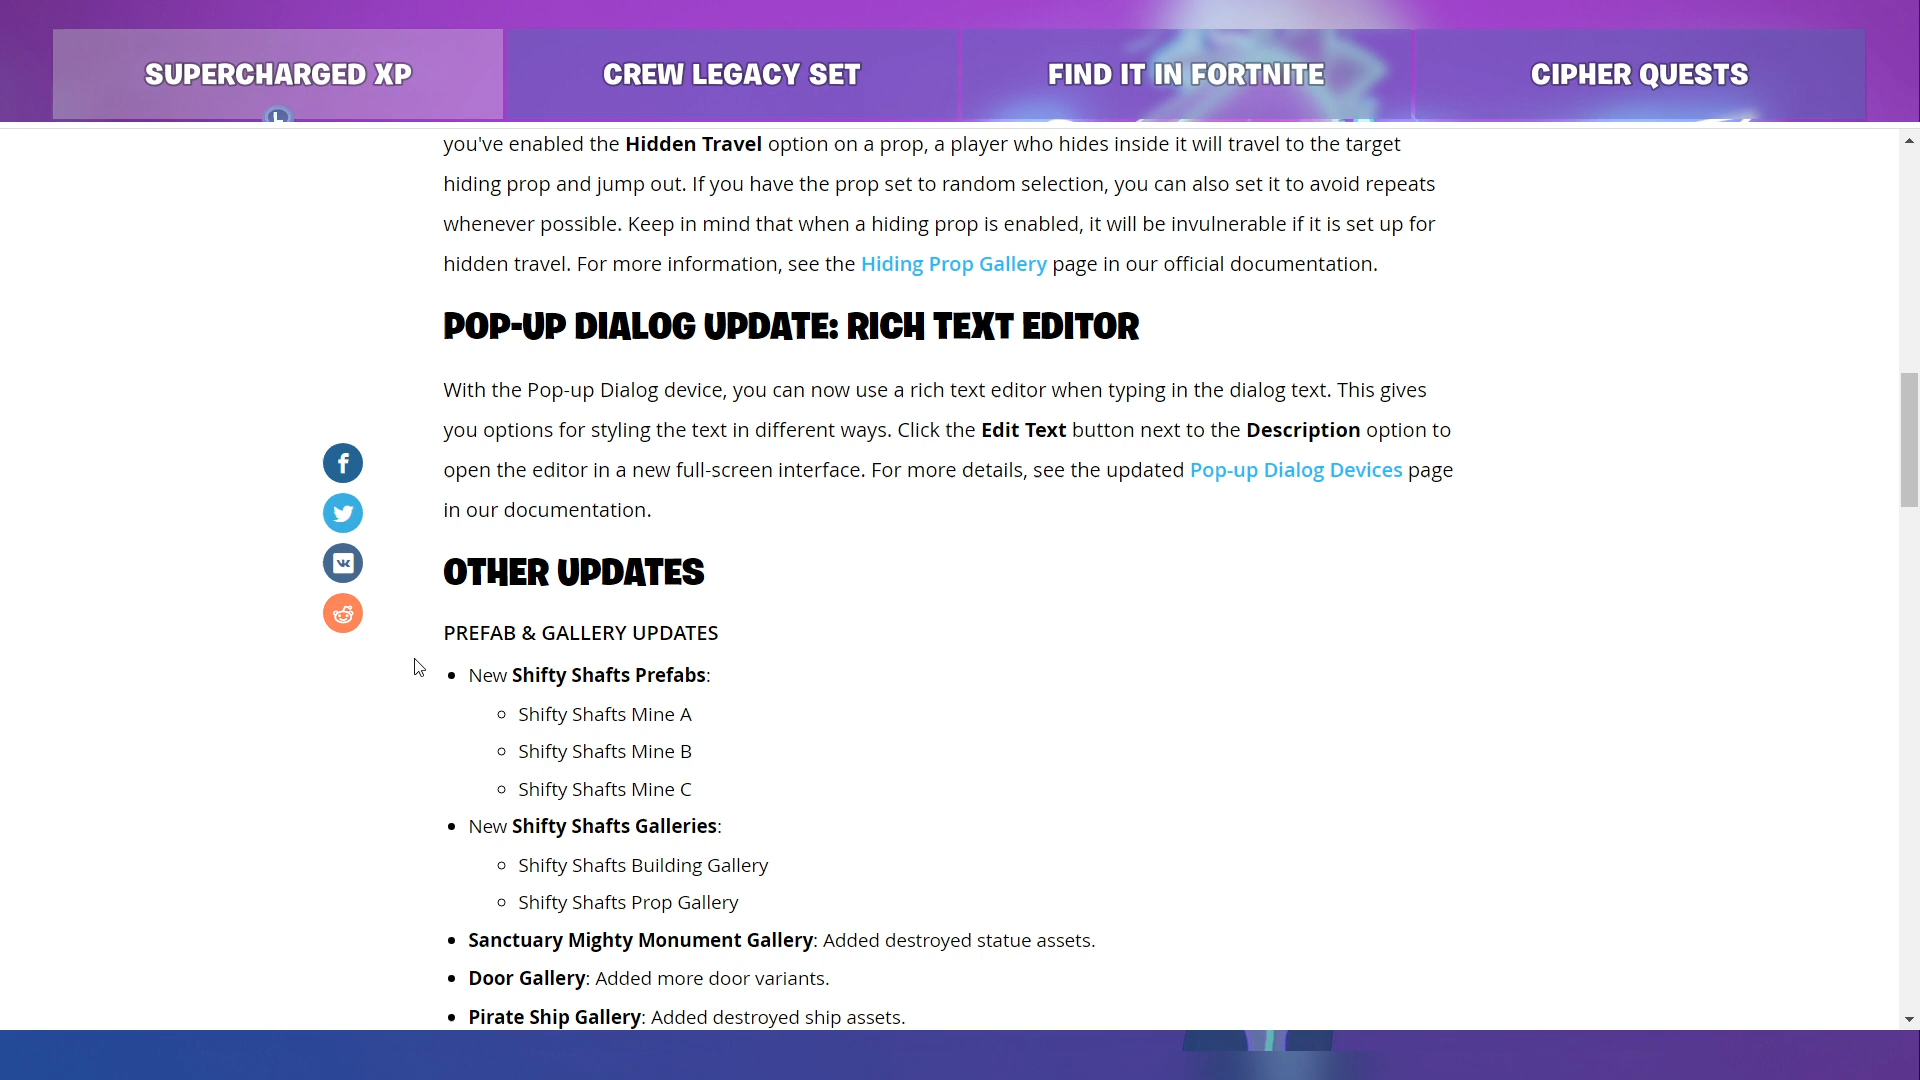 SUPERCHARGED XP
CREW LEGACY SET
FIND IT IN FORTNITE
CIPHER QUESTS
L
you've enabled the Hidden Travel option on a prop, a player who hides inside it will travel to the target
hiding prop and jump out. If you have the prop set to random selection, you can also set it to avoid repeats
whenever possible. Keep in mind that when a hiding prop is enabled, it will be invulnerable if it is set up for
hidden travel. For more information, see the Hiding Prop Gallery page in our official documentation.
POP-UP DIALOG UPDATE: RICH TEXT EDITOR
With the Pop-up Dialog device, you can now use a rich text editor when typing in the dialog text. This gives
you options for styling the text in different ways. Click the Edit Text button next to the Description option to
open the editor in a new full-screen interface. For more details, see the updated Pop-up Dialog Devices page
in our documentation.
OTHER UPDATES
PREFAB & GALLERY UPDATES
New Shifty Shafts Prefabs:
Shifty Shafts Mine A
Shifty Shafts Mine B
Shifty Shafts Mine C
New Shifty Shafts Galleries:
Shifty Shafts Building Gallery
Shifty Shafts Prop Gallery
Sanctuary Mighty Monument Gallery: Added destroyed statue assets.
Door Gallery: Added more door variants.
Pirate Ship Gallery: Added destroyed ship assets.